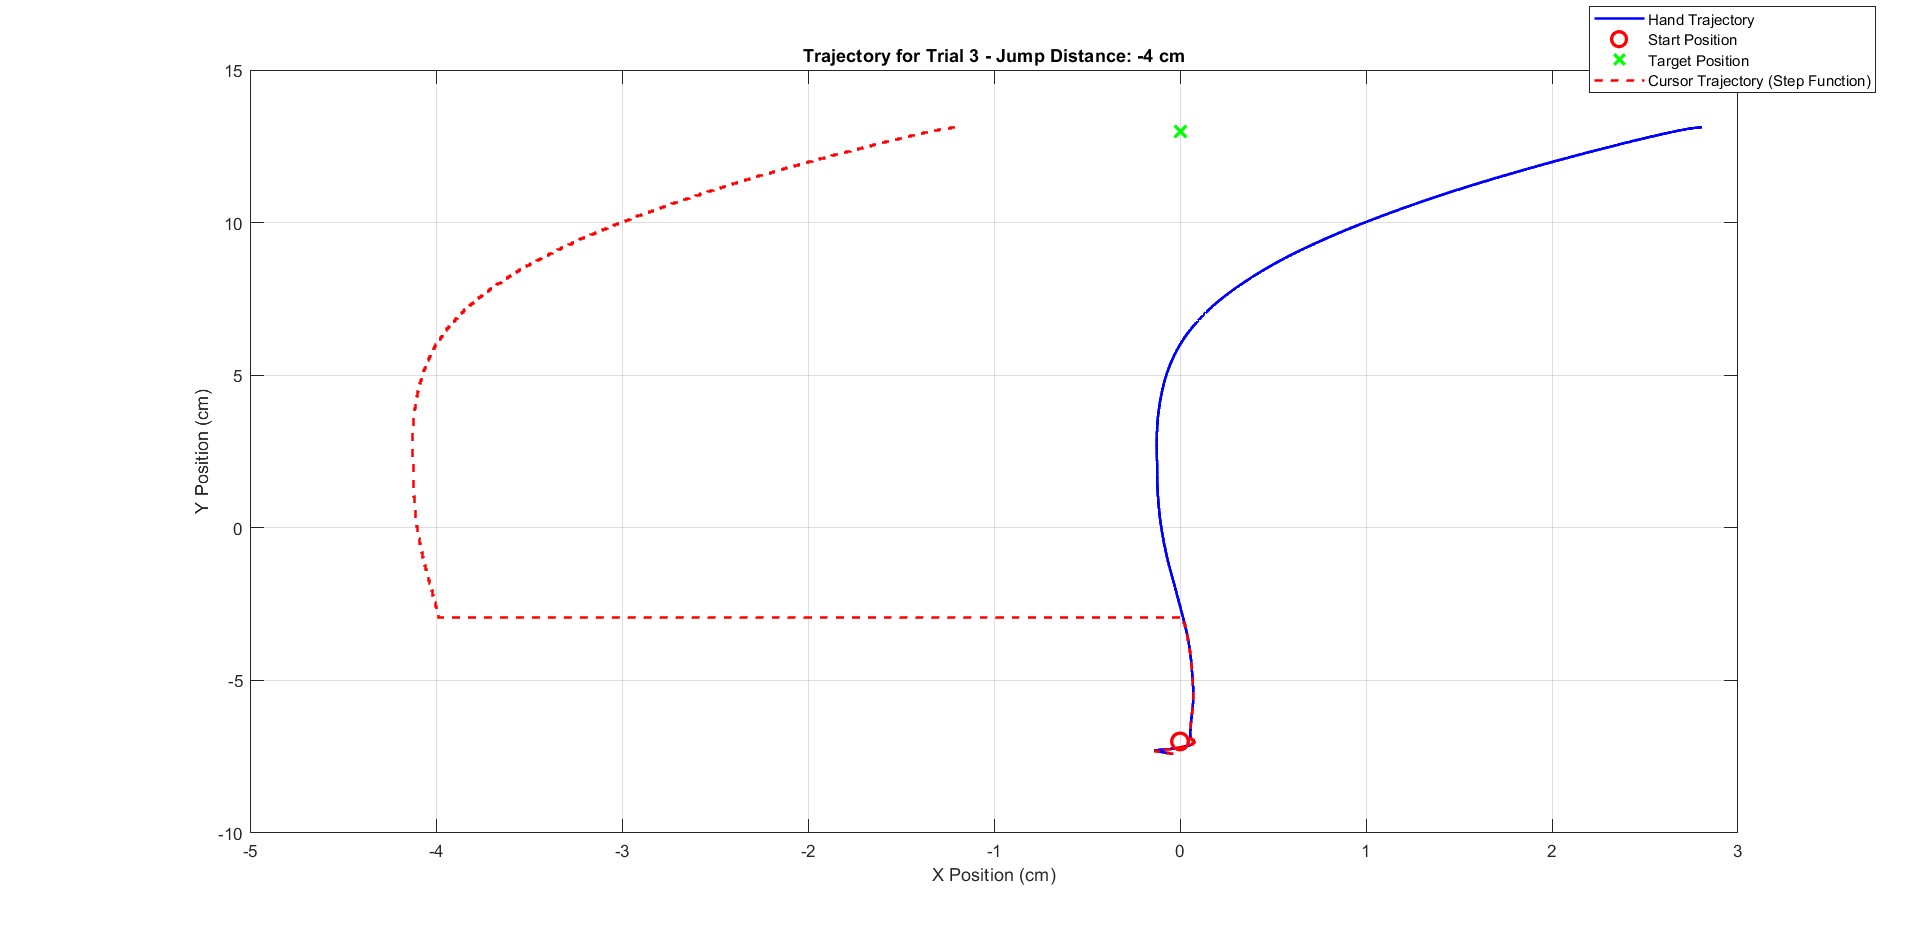 Trajectory for Trial 3 - Jump Distance: -4 cm
Hand Trajectory
Start Position
Target Position
Cursor Trajectory (Step Function)
15
10
5
0
-5
-10
Y Position (cm)
-5 -4 -3 -2 -1 0 1 2 3
X Position (cm)